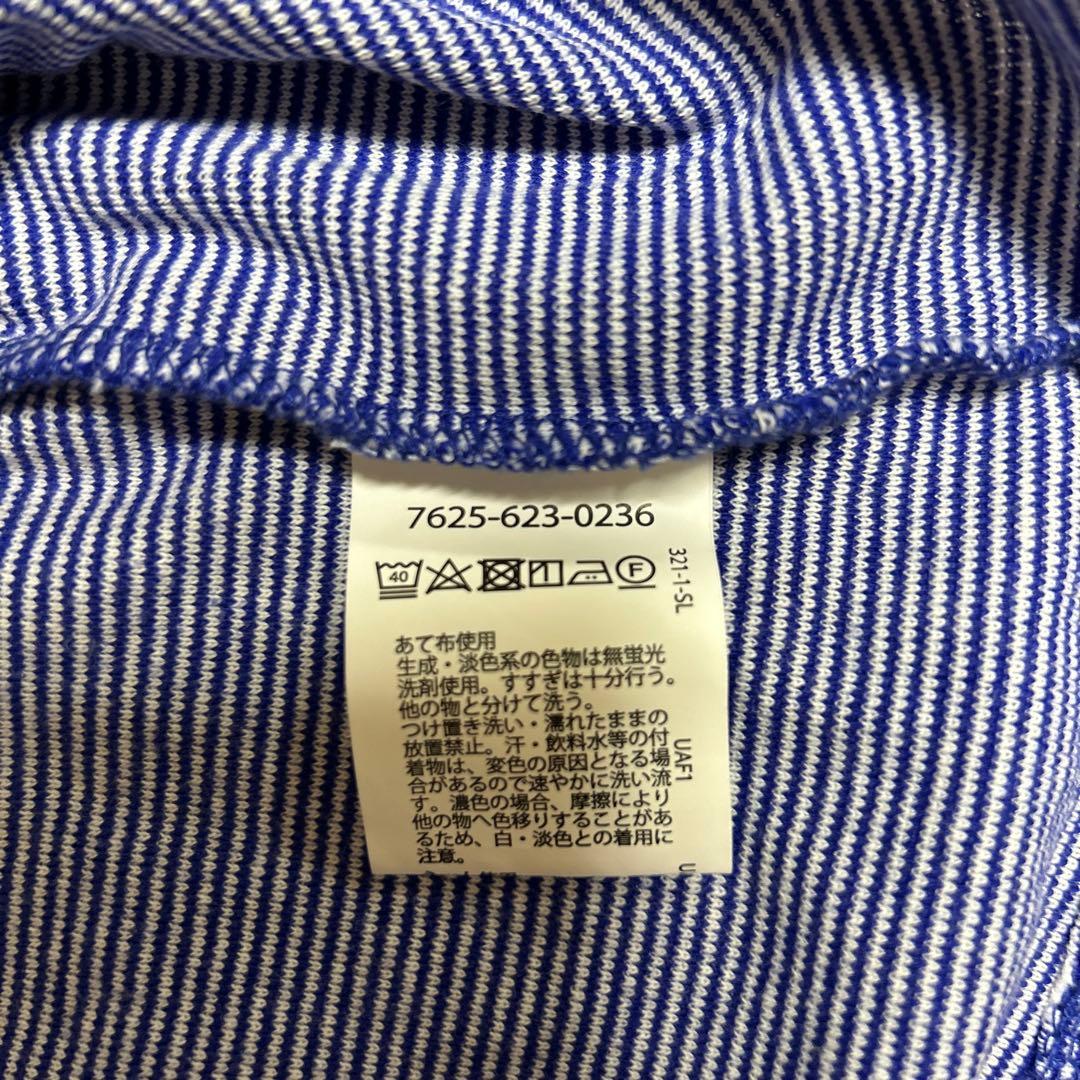 7625-623-0236
40 F
321-1-SL
あて布使用
生成・淡色系の色物は無蛍光
洗剤使用。すすぎは十分行う。
他の物と分けて洗う。
つけ置き洗い・濡れたままの
放置禁止。汗・飲料水等の付
着物は、変色の原因となる場
合があるので速やかに洗い流
す。濃色の場合、摩擦により
他の物へ色移りすることがあ
るため、白・淡色との着用に
注意。
UAF1
U